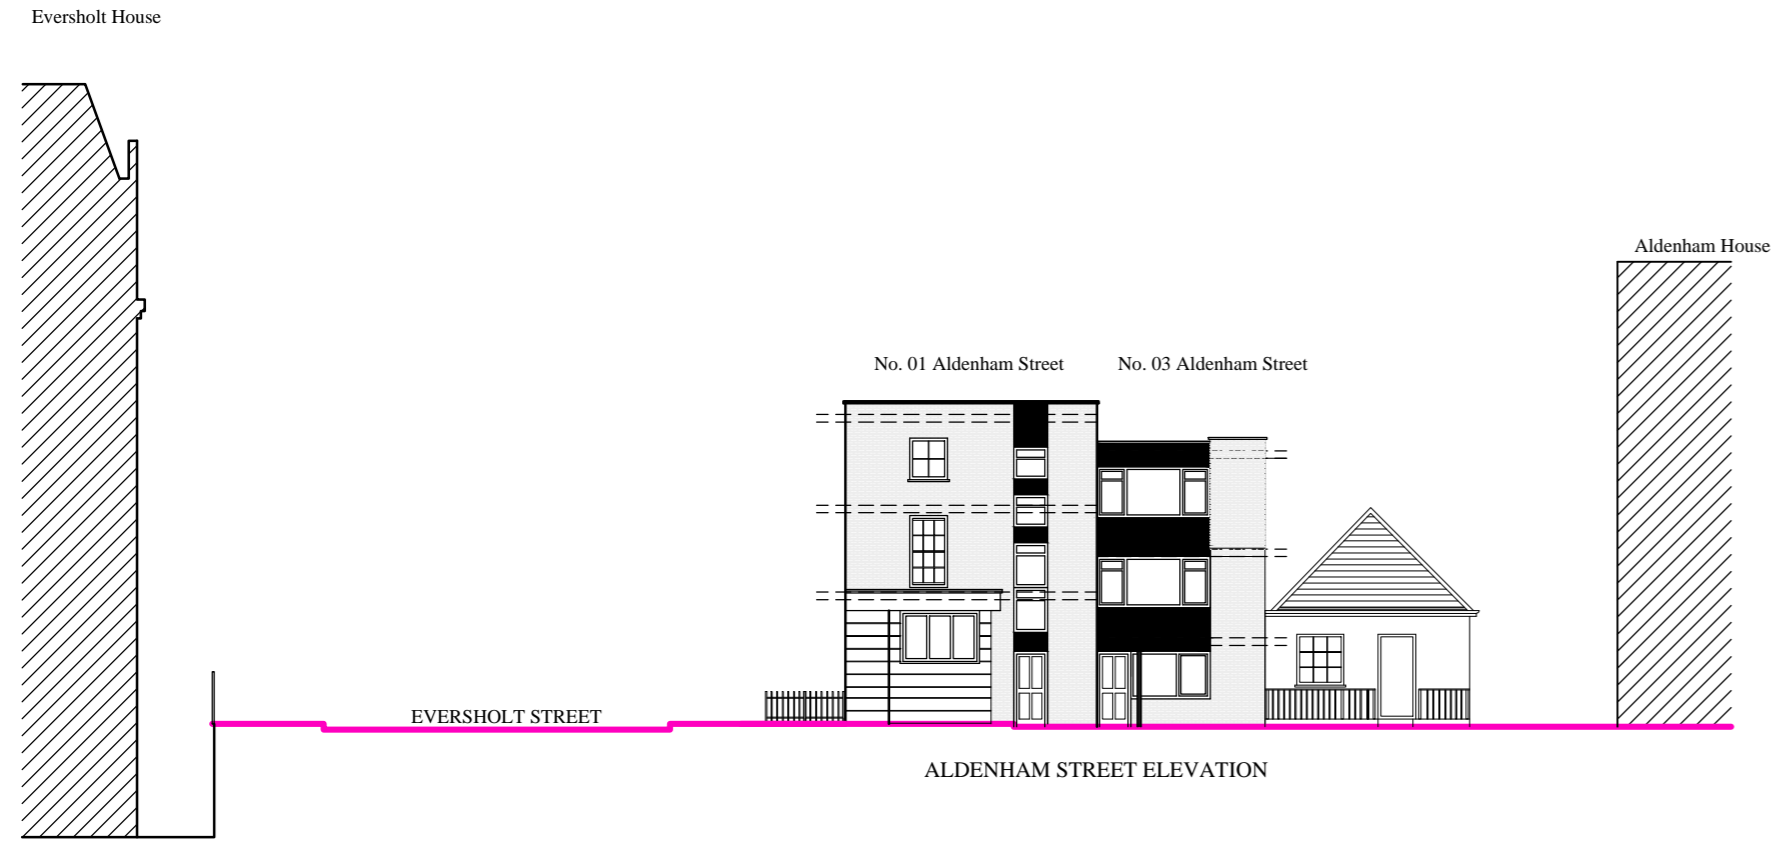 Eversholt House
Aldenham House
No. 01 Aldenham Street
No. 03 Aldenham Street
EVERSHOLT STREET
ALDENHAM STREET ELEVATION